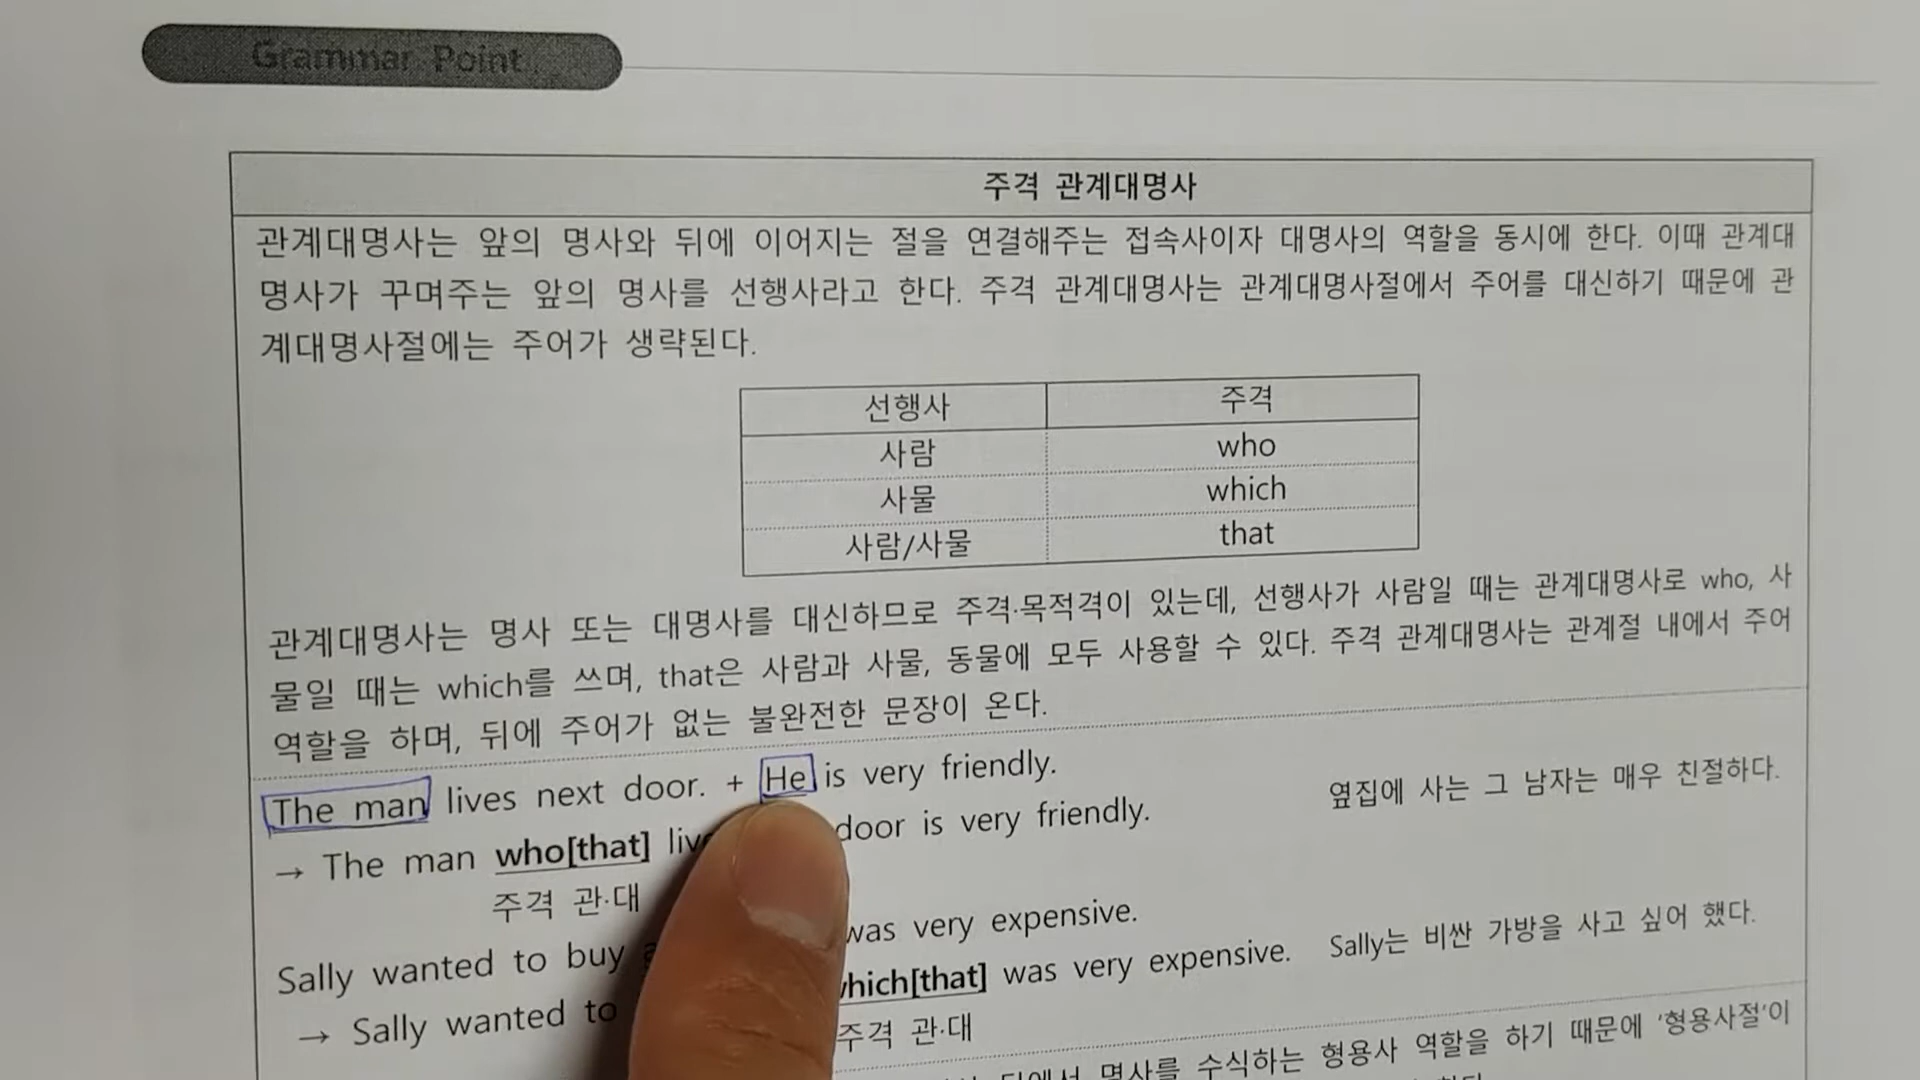 Grammar Point
주격 관계대명사
관계대명사는 앞의 명사와 뒤에 이어지는 절을 연결해주는 접속사이자 대명사의 역할을 동시에 한다. 이때 관계대
명사가 꾸며주는 앞의 명사를 선행사라고 한다. 주격 관계대명사는 관계대명사절에서 주어를 대신하기 때문에 관
계대명사절에는 주어가 생략된다.
선행사 주격
사람 who
사물 which
사람/사물 that
관계대명사는 명사 또는 대명사를 대신하므로 주격·목적격이 있는데, 선행사가 사람일 때는 관계대명사로 who, 사
물일 때는 which를 쓰며, that은 사람과 사물, 동물에 모두 사용할 수 있다. 주격 관계대명사는 관계절 내에서 주어
역할을 하며, 뒤에 주어가 없는 불완전한 문장이 온다.
The man lives next door. + He is very friendly. 옆집에 사는 그 남자는 매우 친절하다.
→ The man who[that] door is very friendly.
주격 관·대
Sally wanted to buy was very expensive.
→ Sally wanted to which[that] was very expensive. Sally는 비싼 가방을 사고 싶어 했다.
주격 관·대
뒤에서 명사를 수식하는 형용사 역할을 하기 때문에 '형용사절'이